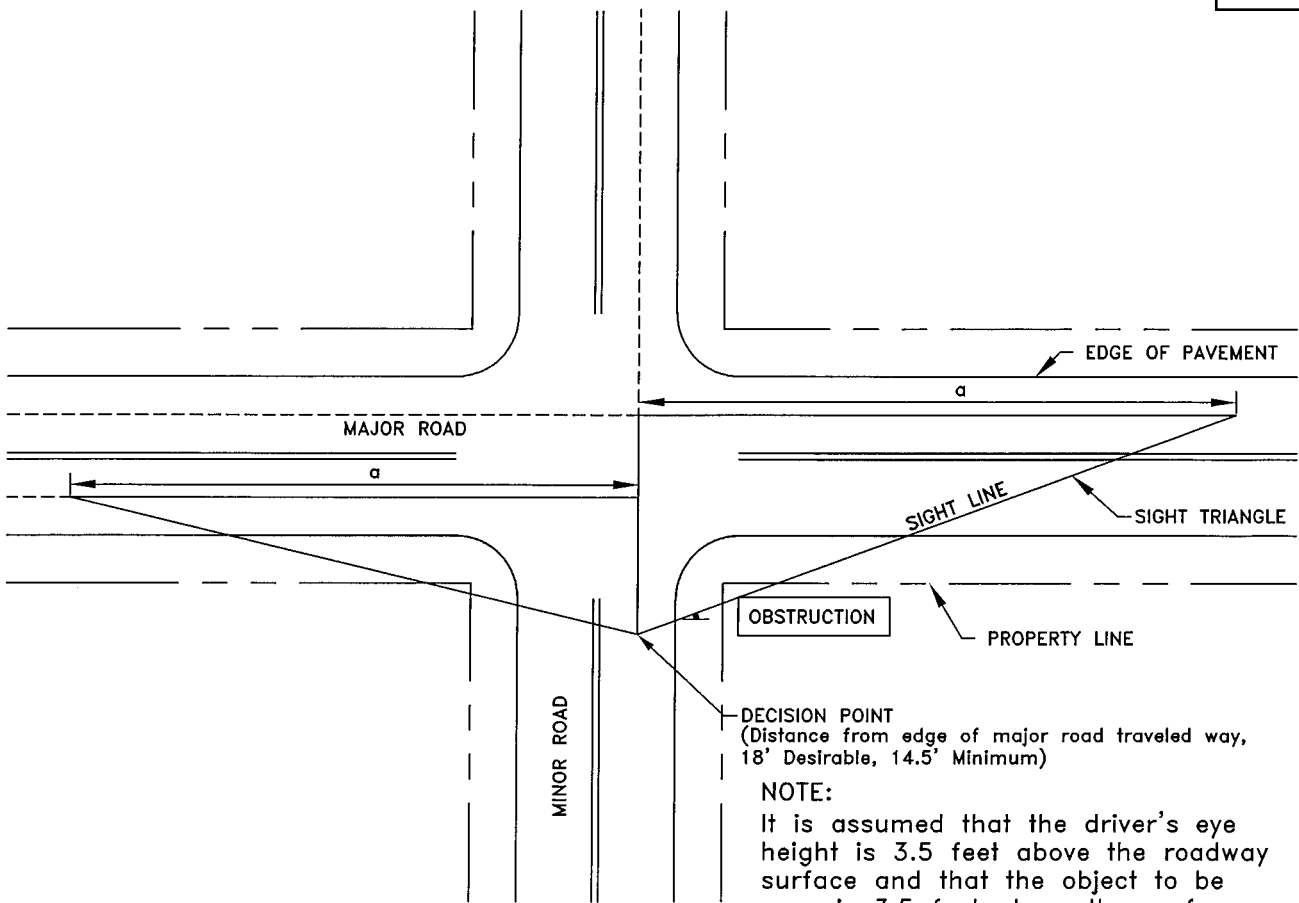 EDGE OF PAVEMENT
a
MAJOR ROAD
a
SIGHT LINE
SIGHT TRIANGLE
OBSTRUCTION
PROPERTY LINE
MINOR ROAD
DECISION POINT
(Distance from edge of major road traveled way,
18' Desirable, 14.5' Minimum)
NOTE:
It is assumed that the driver's eye
height is 3.5 feet above the roadway
surface and that the object to be